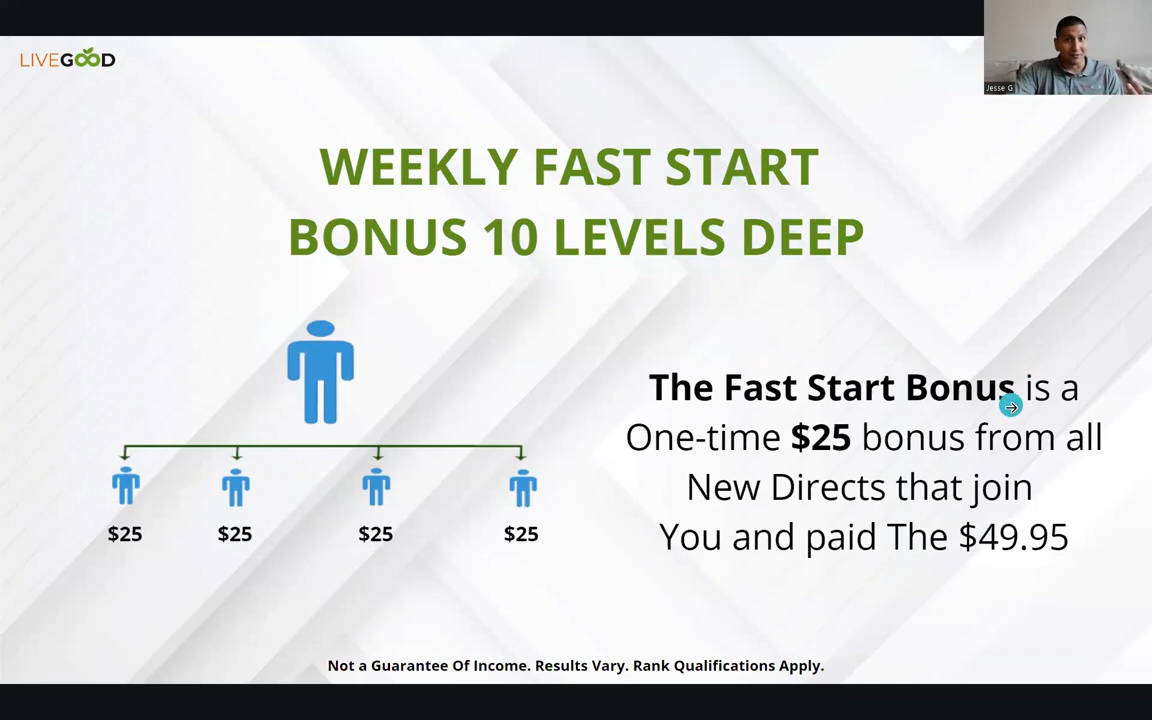 LIVEGOOD
Jesse G
WEEKLY FAST START
BONUS 10 LEVELS DEEP
The Fast Start Bonus is a
One-time $25 bonus from all
New Directs that join
You and paid The $49.95
$25 $25 $25 $25
Not a Guarantee Of Income. Results Vary. Rank Qualifications Apply.